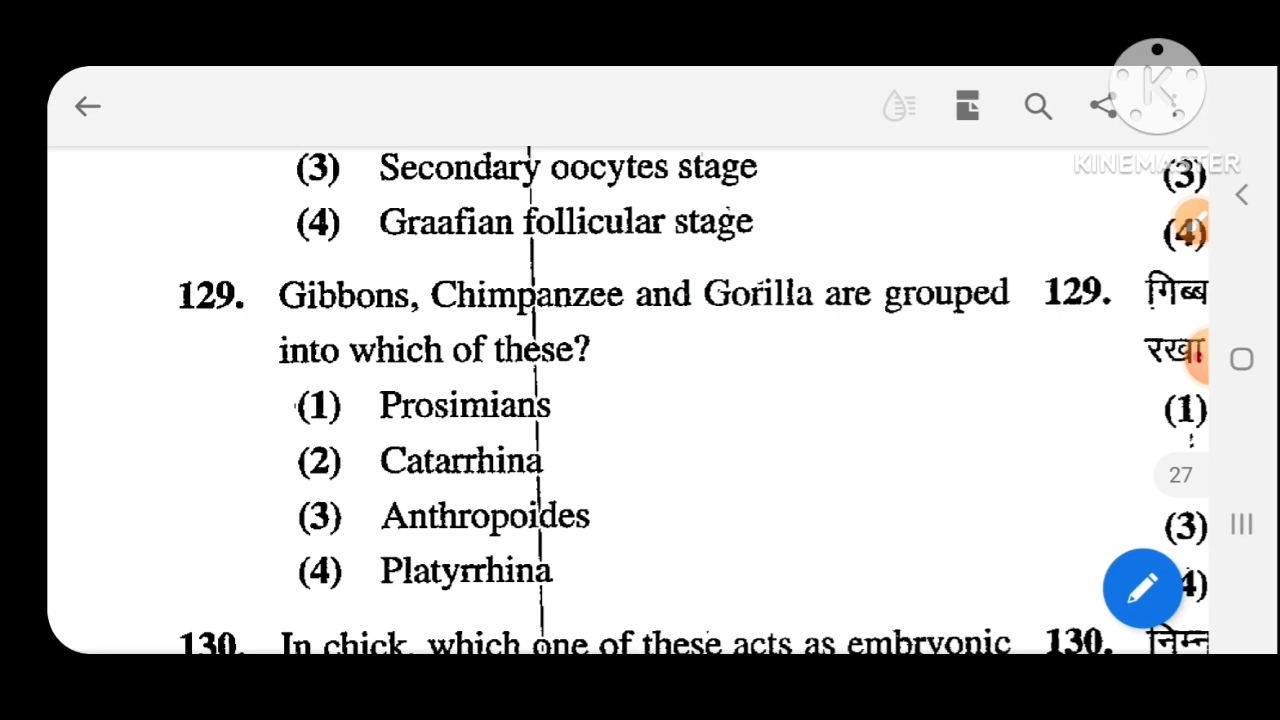 KINEMASTER
(3) Secondary oocytes stage
(4) Graafian follicular stage
129. Gibbons, Chimpanzee and Gorilla are grouped
into which of these?
(1) Prosimians
(2) Catarrhina
(3) Anthropoides
(4) Platyrrhina
130. In chick, which one of these acts as embryonic
(3)
(4)
129. गिब्ब
रखा
(1)
27
(3)
4)
130. निम्न